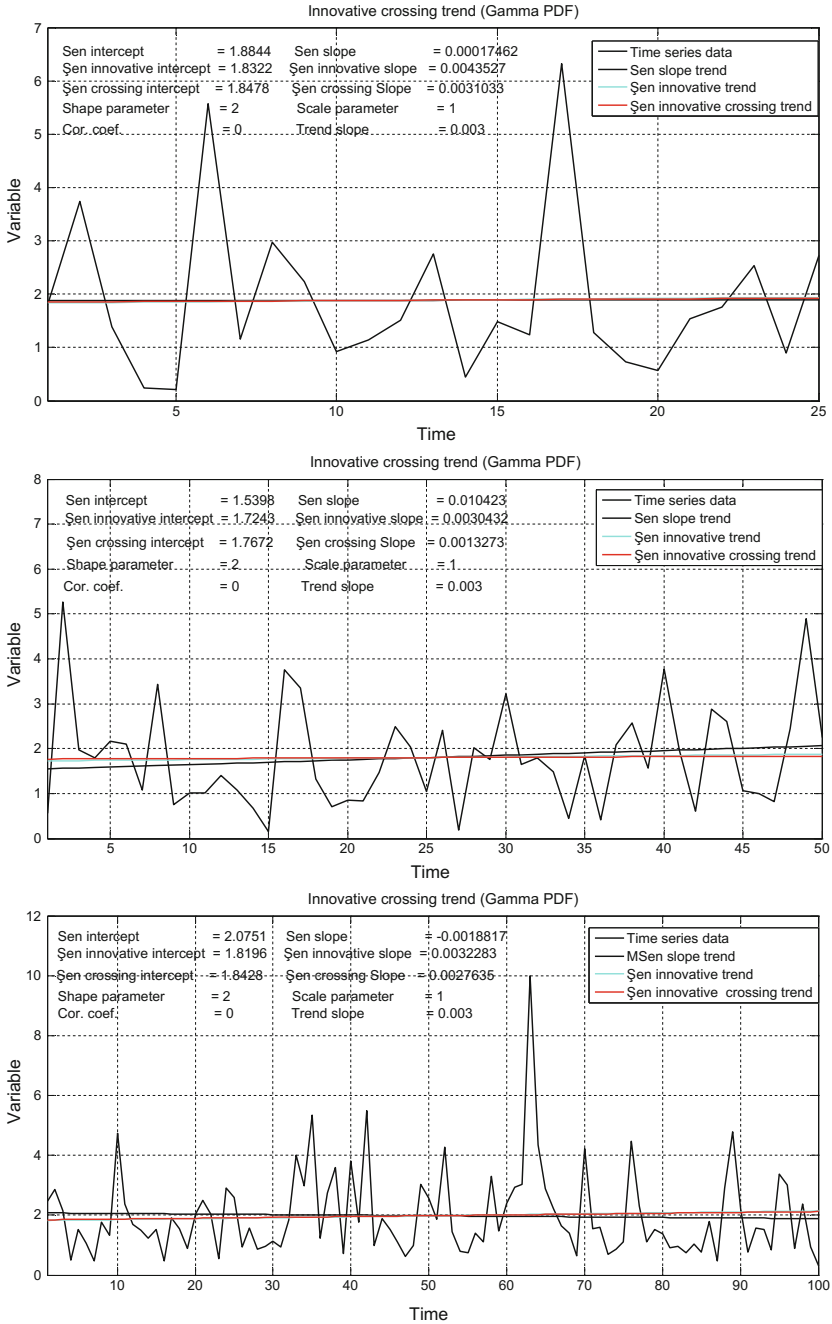 Innovative crossing trend (Gamma PDF)
7
6
5
4
3
2
1
0
Variable
Sen intercept = 1.8844 Sen slope = 0.00017462
Şen innovative intercept = 1.8322 Şen innovative slope = 0.0043527
Şen crossing intercept = 1.8478 Şen crossing Slope = 0.0031033
Shape parameter = 2 Scale parameter = 1
Cor. coef. = 0 Trend slope = 0.003
Time series data
Sen slope trend
Şen innovative trend
Şen innovative crossing trend
5 10 15 20 25
Time
Innovative crossing trend (Gamma PDF)
8
7
6
5
4
3
2
1
0
Variable
Sen intercept = 1.5398 Sen slope = 0.010423
Şen innovative intercept = 1.7243 Şen innovative slope = 0.0030432
Şen crossing intercept = 1.7672 Şen crossing Slope = 0.0013273
Shape parameter = 2 Scale parameter = 1
Cor. coef. = 0 Trend slope = 0.003
Time series data
Sen slope trend
Şen innovative trend
Şen innovative crossing trend
5 10 15 20 25 30 35 40 45 50
Time
Innovative crossing trend (Gamma PDF)
12
10
8
6
4
2
0
Variable
Sen intercept = 2.0751 Sen slope = -0.0018817
Şen innovative intercept = 1.8196 Şen innovative slope = 0.0032283
Şen crossing intercept = 1.8428 Şen crossing Slope = 0.0027635
Shape parameter = 2 Scale parameter = 1
Cor. coef. = 0 Trend slope = 0.003
Time series data
MSen slope trend
Şen innovative trend
Şen innovative crossing trend
10 20 30 40 50 60 70 80 90 100
Time